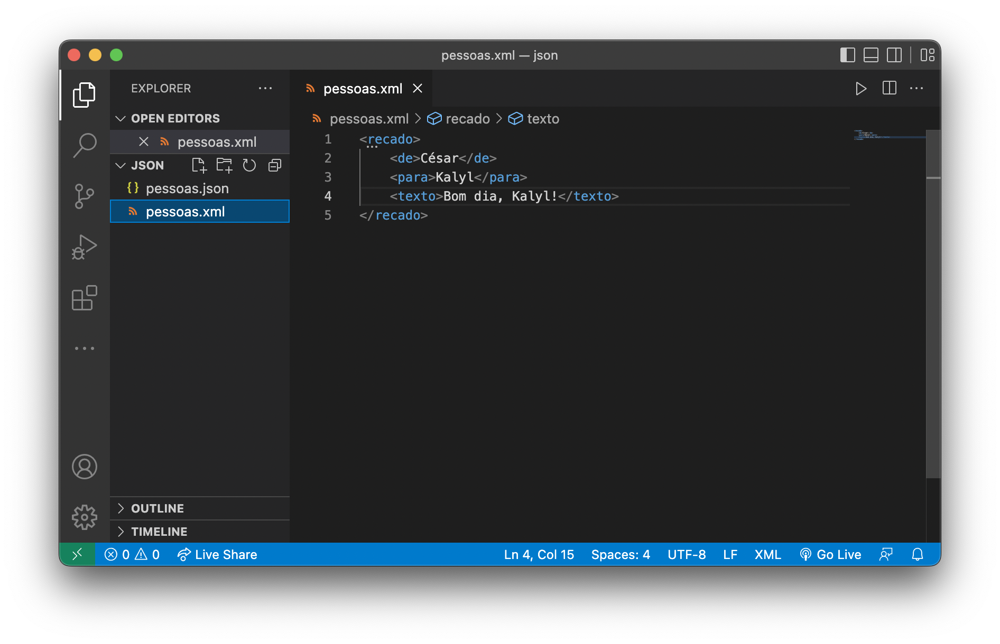 pessoas.xml — json
EXPLORER
OPEN EDITORS
pessoas.xml
JSON
pessoas.json
pessoas.xml
OUTLINE
TIMELINE
pessoas.xml
pessoas.xml > recado > texto
1 <recado>
2     <de>César</de>
3     <para>Kalyl</para>
4     <texto>Bom dia, Kalyl!</texto>
5 </recado>
0 0 Live Share Ln 4, Col 15 Spaces: 4 UTF-8 LF XML Go Live